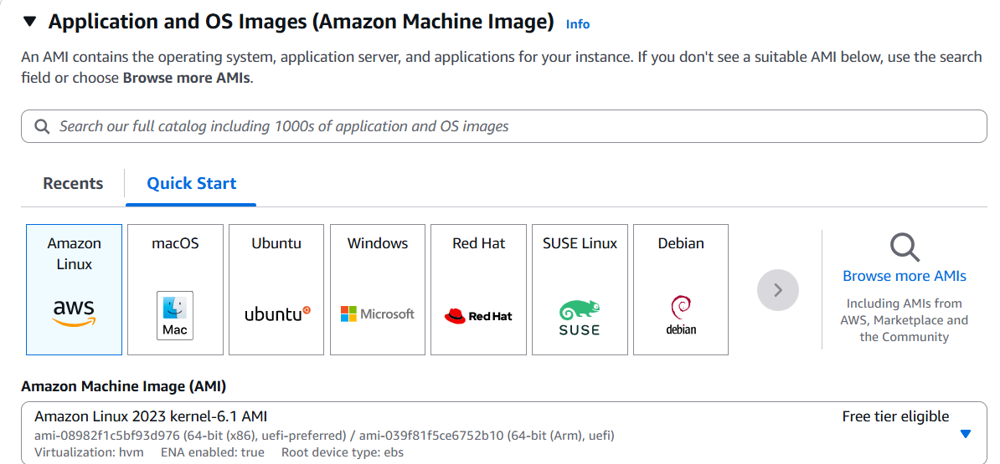 Application and OS Images (Amazon Machine Image) Info
An AMI contains the operating system, application server, and applications for your instance. If you don't see a suitable AMI below, use the search
field or choose Browse more AMIs.
Search our full catalog including 1000s of application and OS images
Recents
Quick Start
Amazon
Linux
aws
macOS
Mac
Ubuntu
ubuntu
Windows
Microsoft
Red Hat
Red Hat
SUSE Linux
SUSE
Debian
debian
Browse more AMIs
Including AMIs from
AWS, Marketplace and
the Community
Amazon Machine Image (AMI)
Amazon Linux 2023 kernel-6.1 AMI
Free tier eligible
ami-08982f1c5bf93d976 (64-bit (x86), uefi-preferred) / ami-039f81f5ce6752b10 (64-bit (Arm), uefi)
Virtualization: hvm ENA enabled: true Root device type: ebs